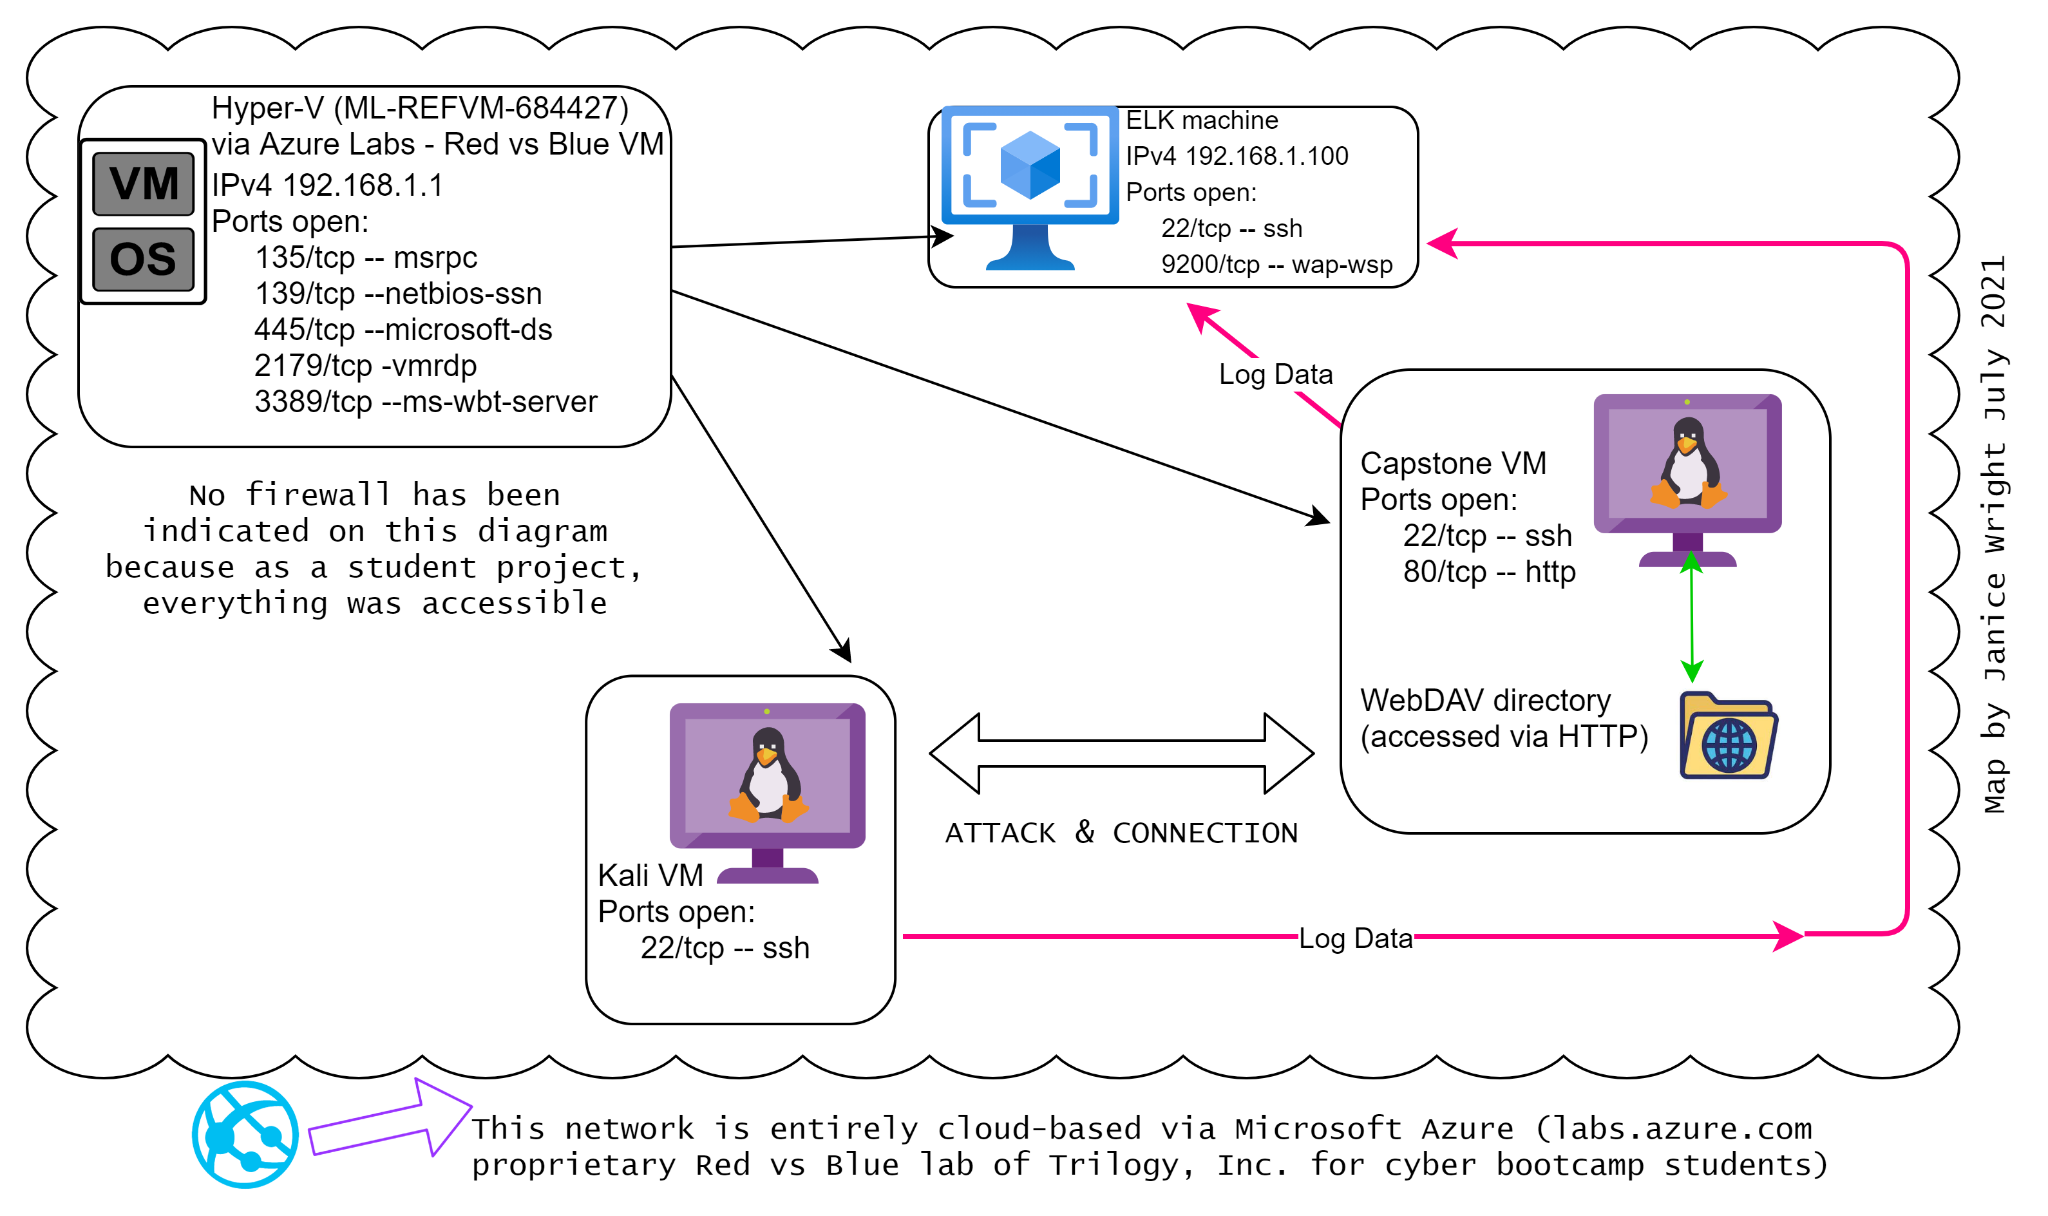 Hyper-V (ML-REFVM-684427)
via Azure Labs - Red vs Blue VM
IPv4 192.168.1.1
Ports open:
135/tcp -- msrpc
139/tcp --netbios-ssn
445/tcp --microsoft-ds
2179/tcp -vmrdp
3389/tcp --ms-wbt-server
VM
OS
No firewall has been
indicated on this diagram
because as a student project,
everything was accessible
ELK machine
IPv4 192.168.1.100
Ports open:
22/tcp -- ssh
9200/tcp -- wap-wsp
Log Data
Capstone VM
Ports open:
22/tcp -- ssh
80/tcp -- http
WebDAV directory
(accessed via HTTP)
ATTACK & CONNECTION
Kali VM
Ports open:
22/tcp -- ssh
Log Data
Map by Janice Wright July 2021
This network is entirely cloud-based via Microsoft Azure (labs.azure.com
proprietary Red vs Blue lab of Trilogy, Inc. for cyber bootcamp students)